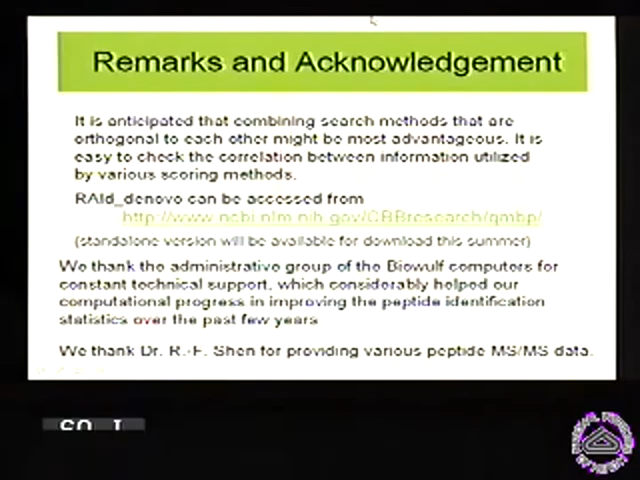 Remarks and Acknowledgement
It is anticipated that combining search methods that are
orthogonal to each other might be most advantageous. It is
easy to check the correlation between information utilized
by various scoring methods.
RAId_denovo can be accessed from
http://www.ncbi.nlm.nih.gov/CBBresearch/qmbp/
(standalone version will be available for download this summer)
We thank the administrative group of the Biowulf computers for
constant technical support, which considerably helped our
computational progress in improving the peptide identification
statistics over the past few years
We thank Dr. R.-F. Shen for providing various peptide MS/MS data.
SO I